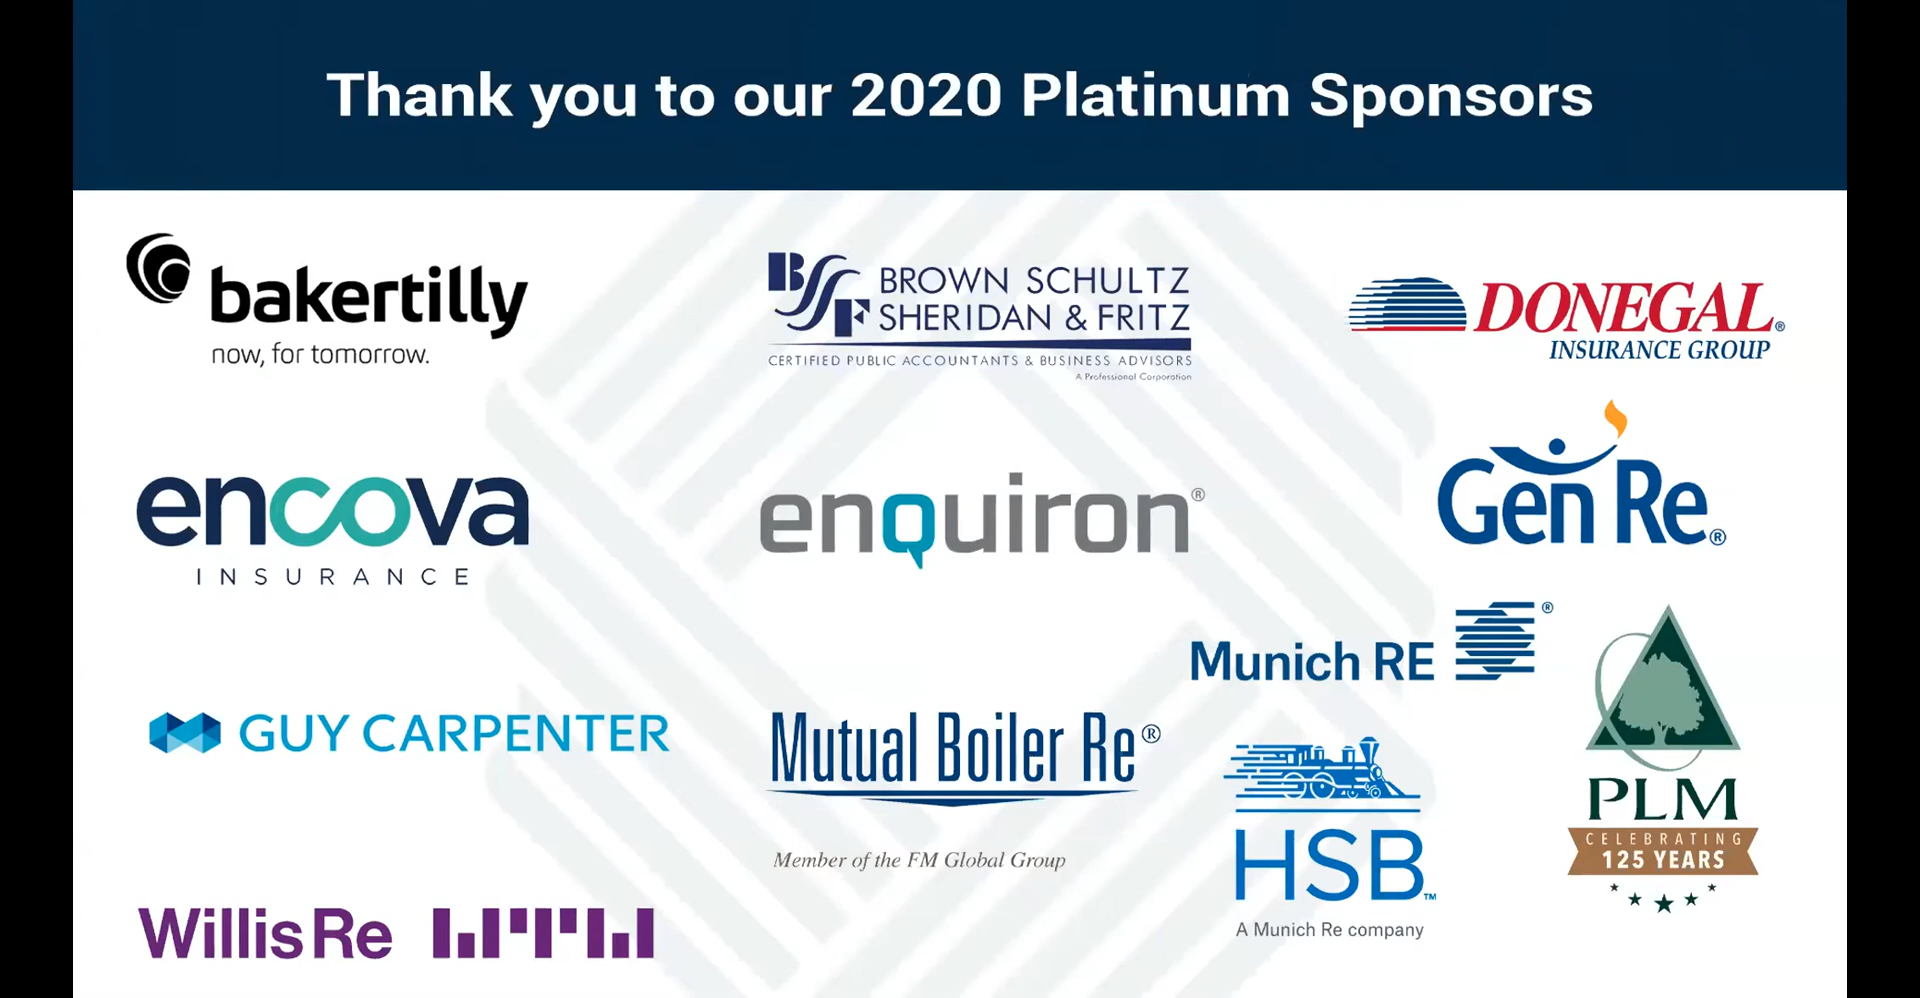 Thank you to our 2020 Platinum Sponsors
bakertilly
now, for tomorrow.
BSSF
BROWN SCHULTZ
SHERIDAN & FRITZ
CERTIFIED PUBLIC ACCOUNTANTS & BUSINESS ADVISORS
A Professional Corporation
DONEGAL®
INSURANCE GROUP
encova
INSURANCE
enquiron®
Gen Re®
GUY CARPENTER
Mutual Boiler Re®
Member of the FM Global Group
Munich RE ®
HSB™
A Munich Re company
PLM
CELEBRATING
125 YEARS
Willis Re